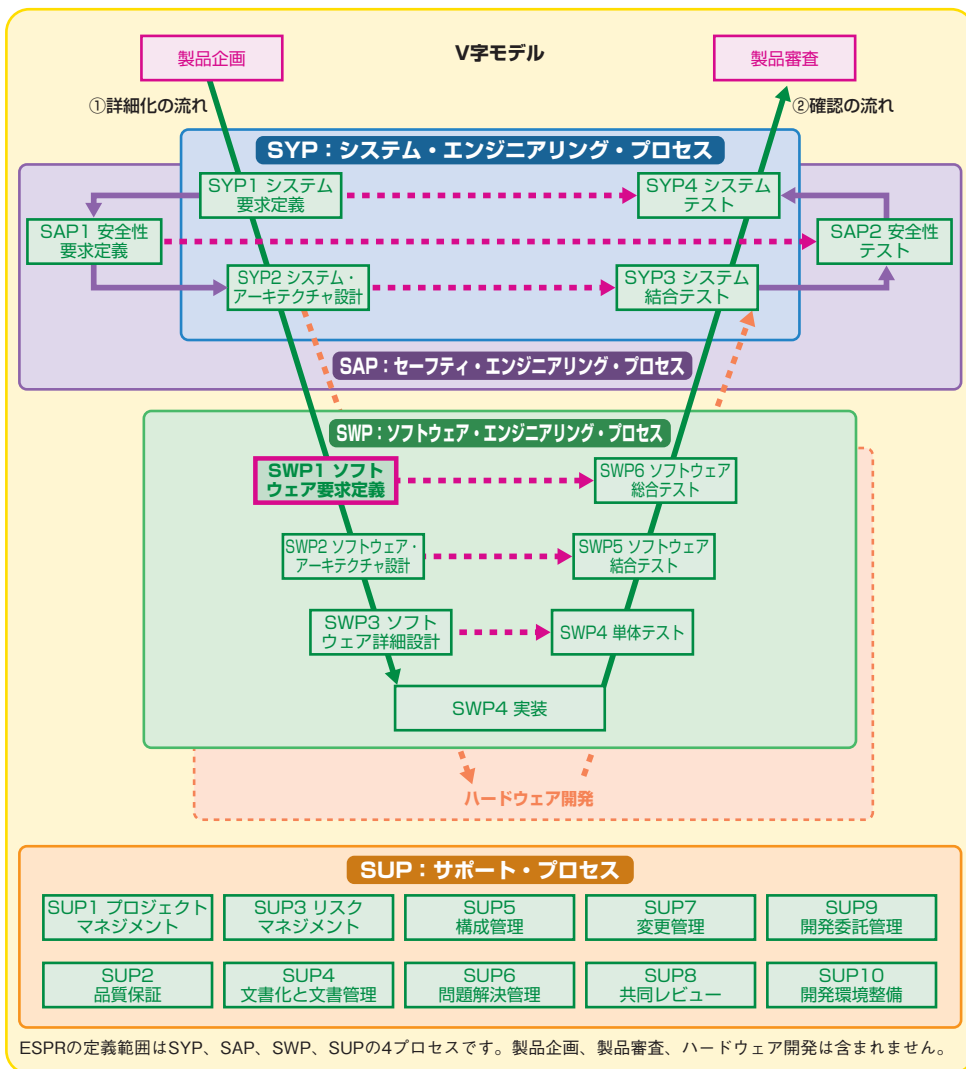 V字モデル
製品企画
製品審査
①詳細化の流れ
②確認の流れ
SYP：システム・エンジニアリング・プロセス
SYP1 システム
要求定義
SYP4 システム
テスト
SAP1 安全性
要求定義
SAP2 安全性
テスト
SYP2 システム・
アーキテクチャ設計
SYP3 システム
結合テスト
SAP：セーフティ・エンジニアリング・プロセス
SWP：ソフトウェア・エンジニアリング・プロセス
SWP1 ソフト
ウェア要求定義
SWP6 ソフトウェア
総合テスト
SWP2 ソフトウェア・
アーキテクチャ設計
SWP5 ソフトウェア
結合テスト
SWP3 ソフト
ウェア詳細設計
SWP4 単体テスト
SWP4 実装
ハードウェア開発
SUP：サポート・プロセス
SUP1 プロジェクト
マネジメント
SUP3 リスク
マネジメント
SUP5
構成管理
SUP7
変更管理
SUP9
開発委託管理
SUP2
品質保証
SUP4
文書化と文書管理
SUP6
問題解決管理
SUP8
共同レビュー
SUP10
開発環境整備
ESPRの定義範囲はSYP、SAP、SWP、SUPの4プロセスです。製品企画、製品審査、ハードウェア開発は含まれません。